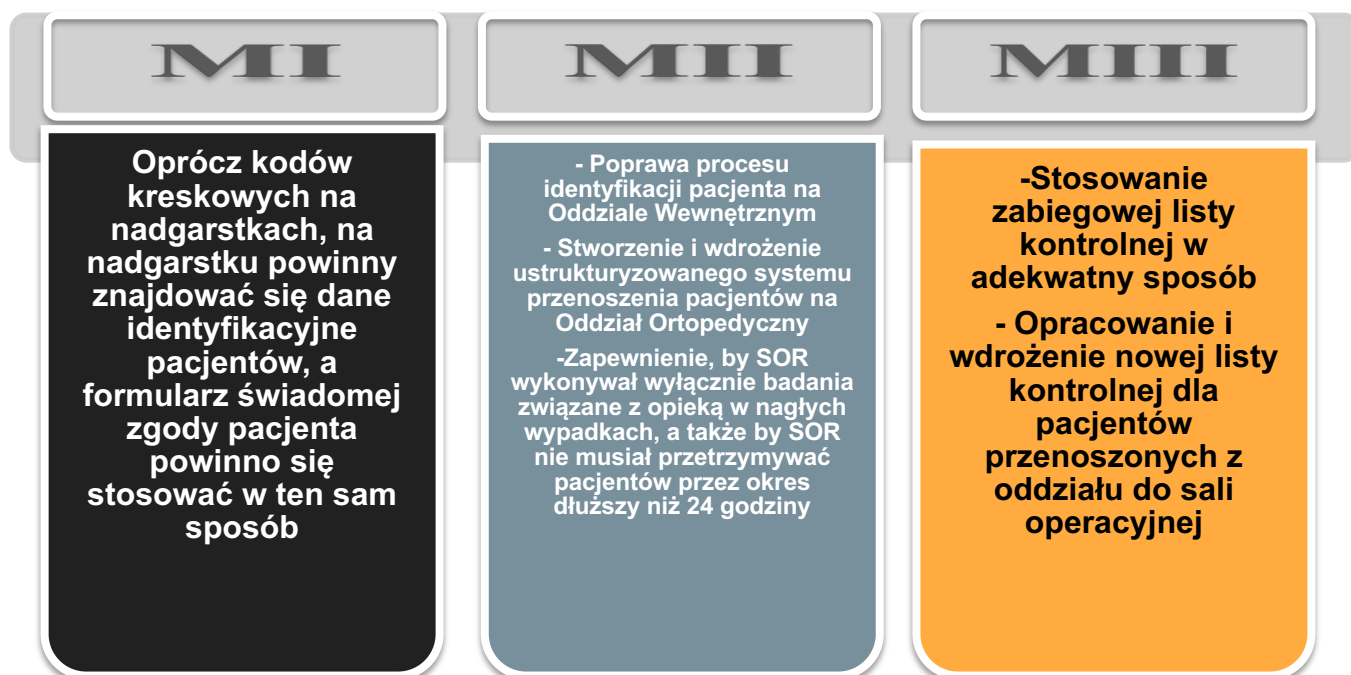 MI
Oprócz kodów
kreskowych na
nadgarstkach, na
nadgarstku powinny
znajdować się dane
identyfikacyjne
pacjentów, a
formularz świadomej
zgody pacjenta
powinno się
stosować w ten sam
sposób
MII
- Poprawa procesu
identyfikacji pacjenta na
Oddziale Wewnętrznym
- Stworzenie i wdrożenie
ustrukturyzowanego systemu
przenoszenia pacjentów na
Oddział Ortopedyczny
-Zapewnienie, by SOR
wykonywał wyłącznie badania
związane z opieką w nagłych
wypadkach, a także by SOR
nie musiał przetrzymywać
pacjentów przez okres
dłuższy niż 24 godziny
MIII
-Stosowanie
zabiegowej listy
kontrolnej w
adekwatny sposób
- Opracowanie i
wdrożenie nowej listy
kontrolnej dla
pacjentów
przenoszonych z
oddziału do sali
operacyjnej